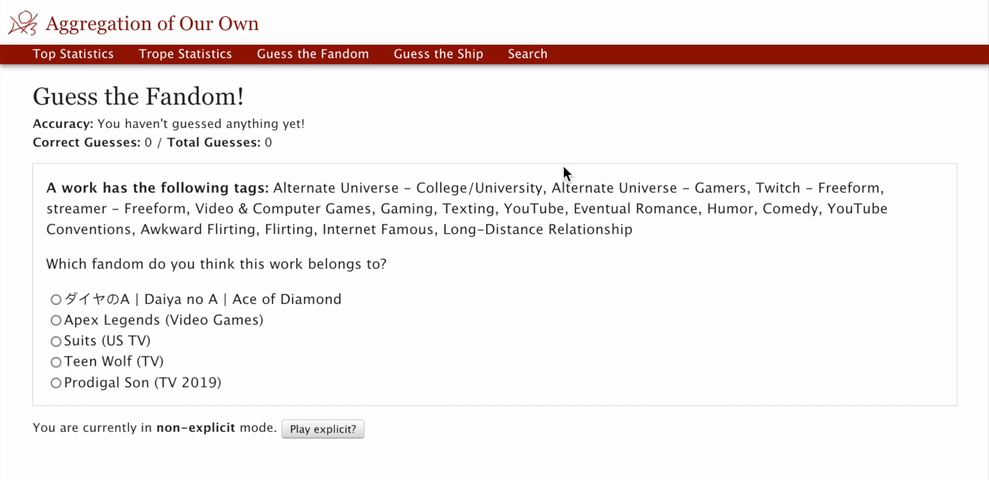 Aggregation of Our Own
Top Statistics Trope Statistics Guess the Fandom Guess the Ship Search
Guess the Fandom!
Accuracy: You haven't guessed anything yet!
Correct Guesses: 0 / Total Guesses: 0
A work has the following tags: Alternate Universe - College/University, Alternate Universe - Gamers, Twitch - Freeform,
streamer - Freeform, Video & Computer Games, Gaming, Texting, YouTube, Eventual Romance, Humor, Comedy, YouTube
Conventions, Awkward Flirting, Flirting, Internet Famous, Long-Distance Relationship
Which fandom do you think this work belongs to?
ダイヤのA | Daiya no A | Ace of Diamond
Apex Legends (Video Games)
Suits (US TV)
Teen Wolf (TV)
Prodigal Son (TV 2019)
You are currently in non-explicit mode. Play explicit?